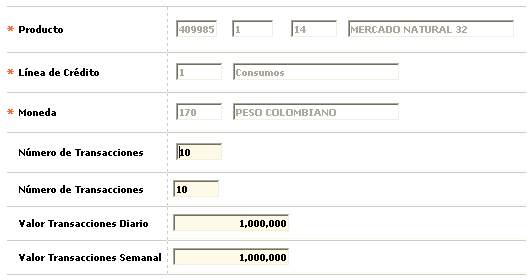 * Producto 409985 1 14 MERCADO NATURAL 32
* Línea de Crédito 1 Consumos
* Moneda 170 PESO COLOMBIANO
Número de Transacciones 10
Número de Transacciones 10
Valor Transacciones Diario 1,000,000
Valor Transacciones Semanal 1,000,000